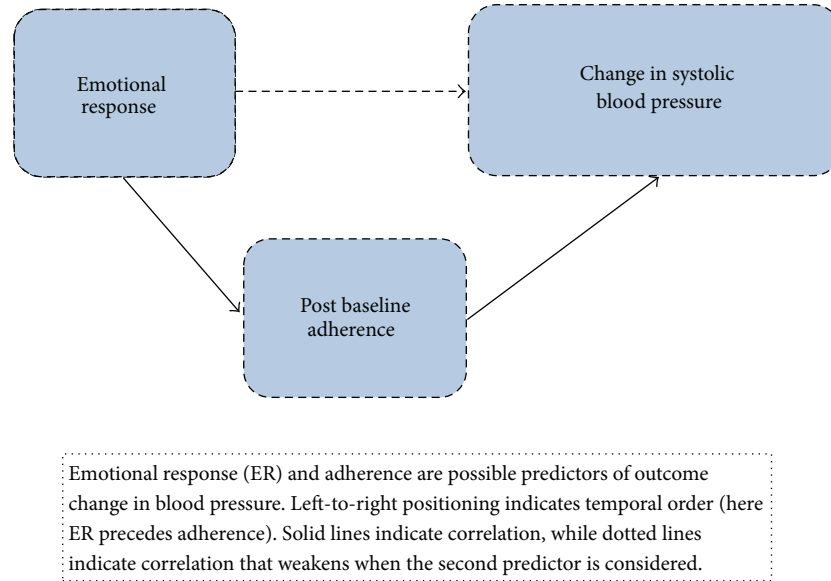 Emotional
response
Change in systolic
blood pressure
Post baseline
adherence
Emotional response (ER) and adherence are possible predictors of outcome
change in blood pressure. Left-to-right positioning indicates temporal order (here
ER precedes adherence). Solid lines indicate correlation, while dotted lines
indicate correlation that weakens when the second predictor is considered.